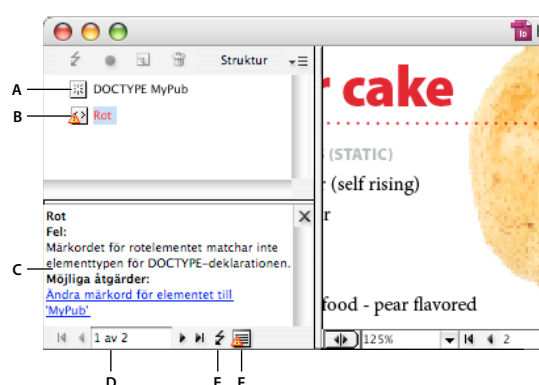 Struktur
A
DOCTYPE MyPub
B
Rot
cake
(STATIC)
(self rising)
r
food - pear flavored
C
Rot
Fel:
Märkordet för rotelementet matchar inte
elementtypen för DOCTYPE-deklarationen.
Möjliga åtgärder:
Ändra märkord för elementet till
'MyPub'
1 av 2
125%
2
D
E
F